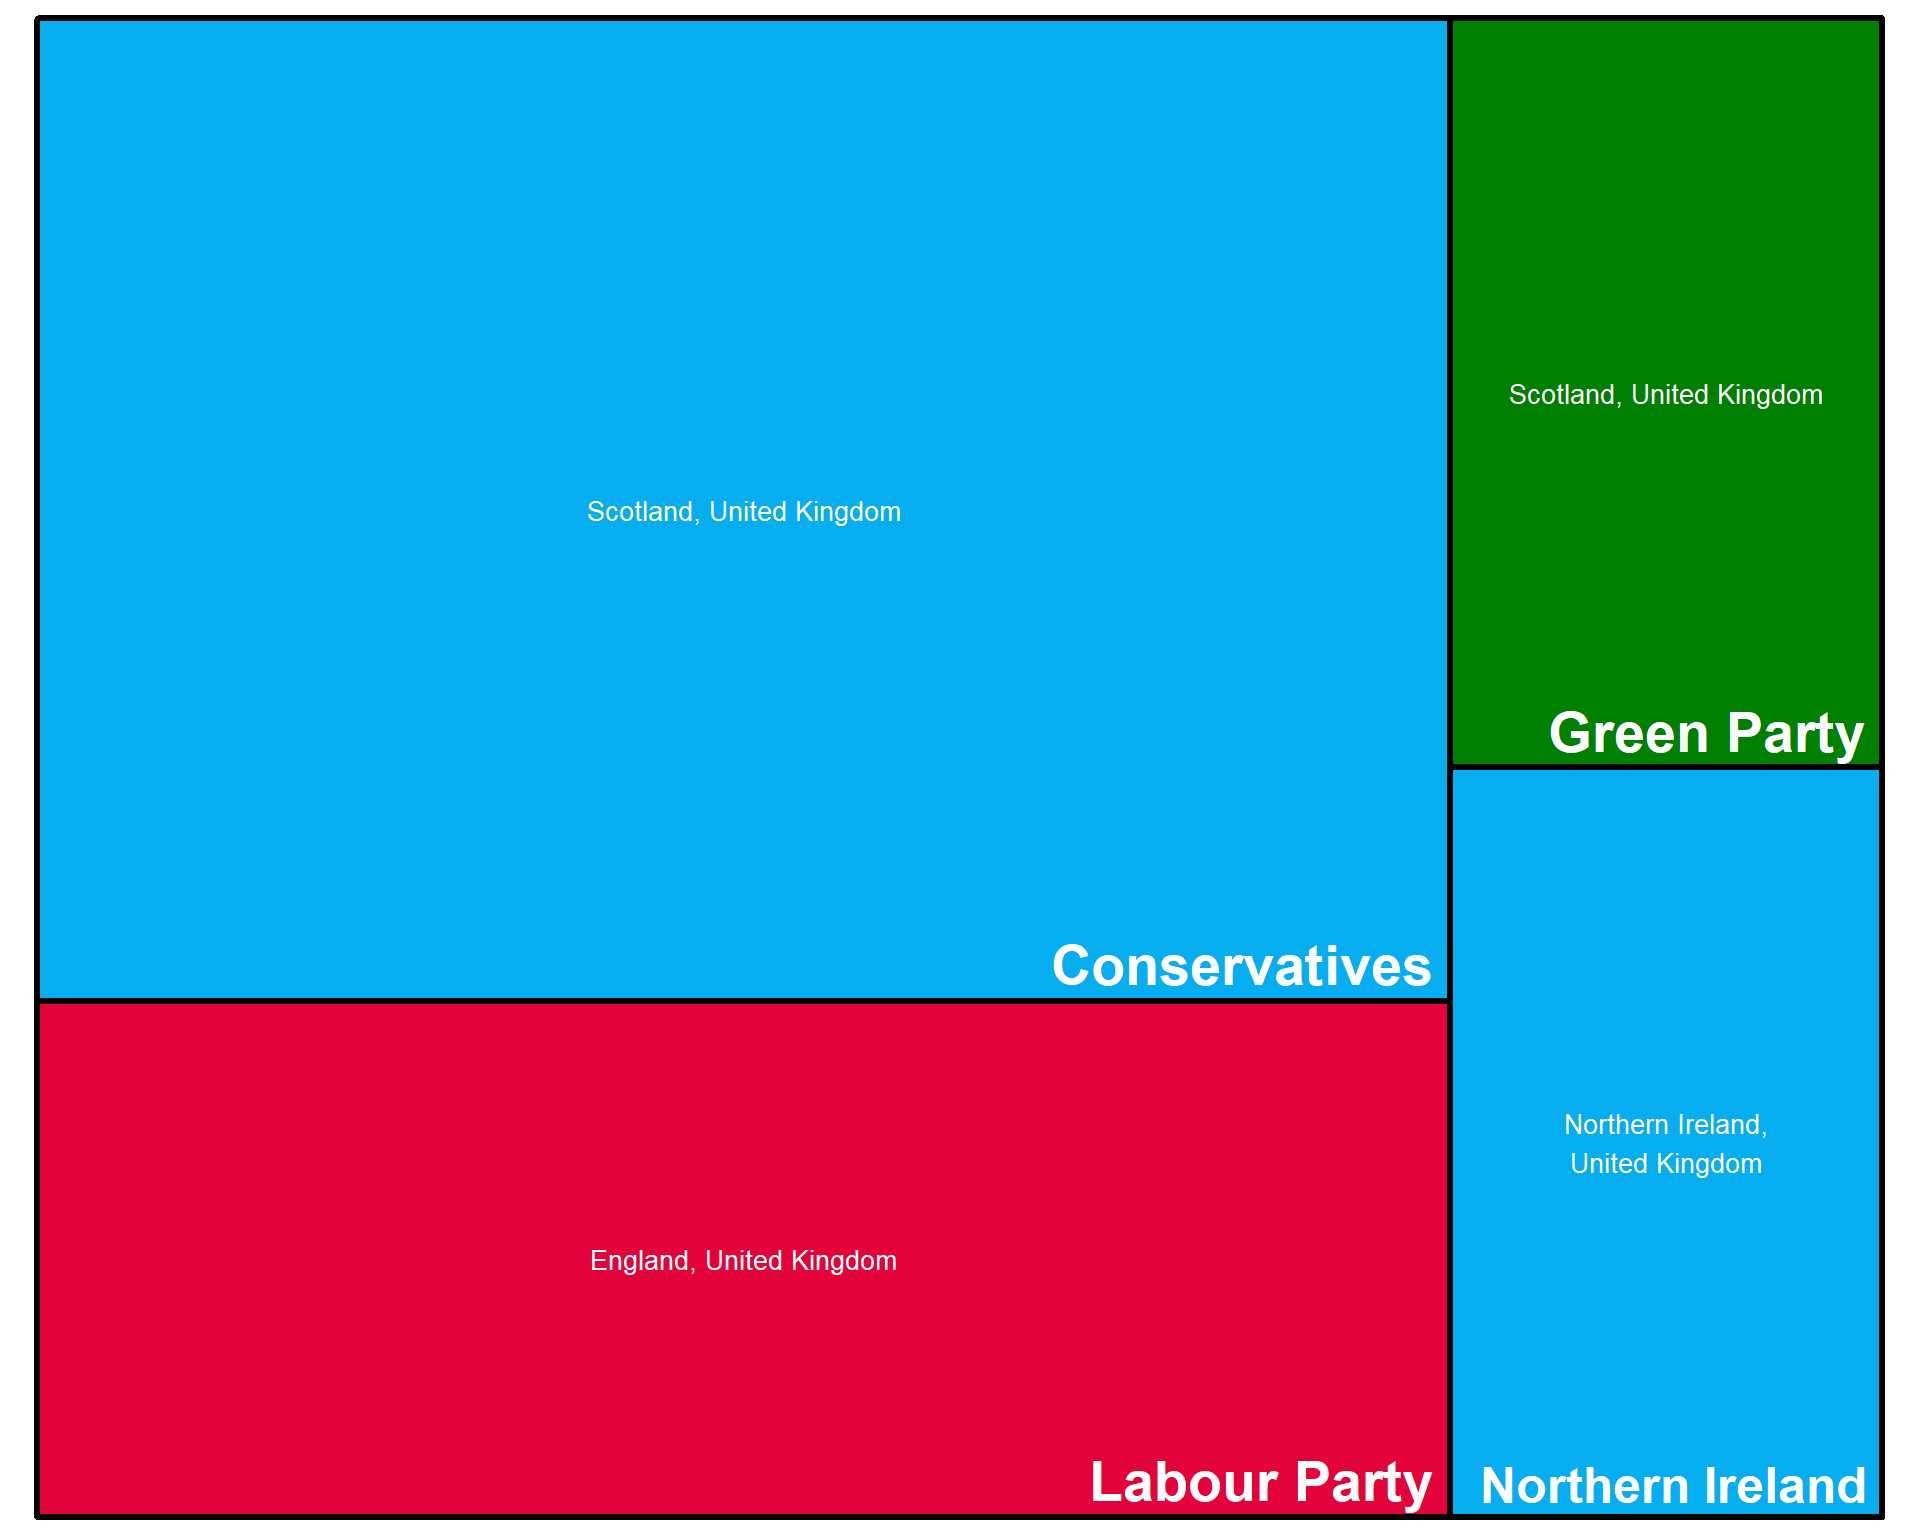 Scotland, United Kingdom
Conservatives
England, United Kingdom
Labour Party
Scotland, United Kingdom
Green Party
Northern Ireland,
United Kingdom
Northern Ireland